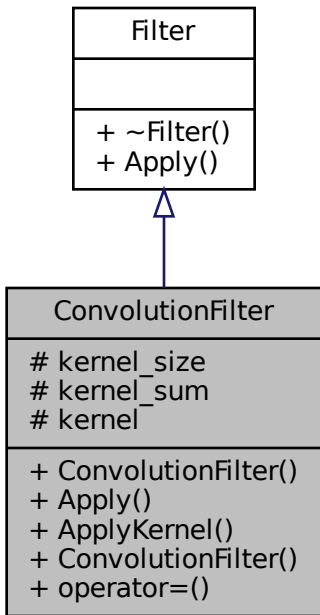 Filter
+ ~Filter()
+ Apply()
ConvolutionFilter
# kernel_size
# kernel_sum
# kernel
+ ConvolutionFilter()
+ Apply()
+ ApplyKernel()
+ ConvolutionFilter()
+ operator=()